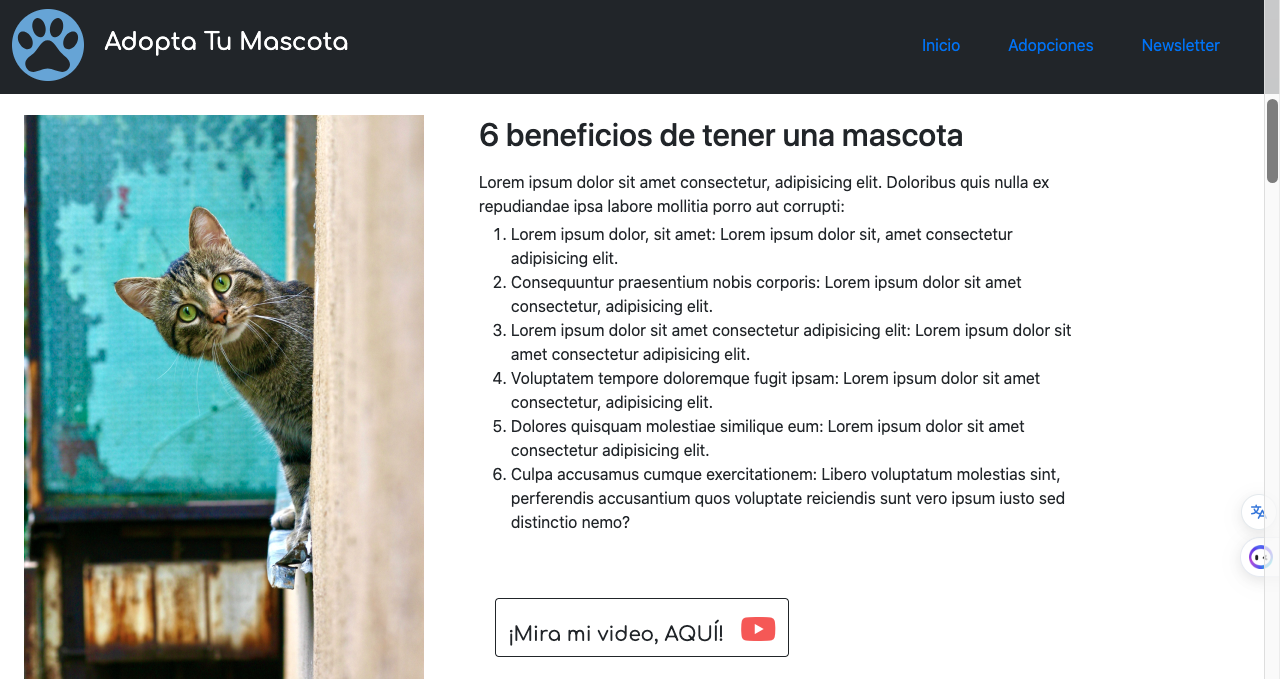 Adopta Tu Mascota
Inicio Adopciones Newsletter
6 beneficios de tener una mascota
Lorem ipsum dolor sit amet consectetur, adipisicing elit. Doloribus quis nulla ex
repudiandae ipsa labore mollitia porro aut corrupti:
1. Lorem ipsum dolor, sit amet: Lorem ipsum dolor sit, amet consectetur
adipisicing elit.
2. Consequuntur praesentium nobis corporis: Lorem ipsum dolor sit amet
consectetur, adipisicing elit.
3. Lorem ipsum dolor sit amet consectetur adipisicing elit: Lorem ipsum dolor sit
amet consectetur adipisicing elit.
4. Voluptatem tempore doloremque fugit ipsam: Lorem ipsum dolor sit amet
consectetur, adipisicing elit.
5. Dolores quisquam molestiae similique eum: Lorem ipsum dolor sit amet
consectetur adipisicing elit.
6. Culpa accusamus cumque exercitationem: Libero voluptatum molestias sint,
perferendis accusantium quos voluptate reiciendis sunt vero ipsum iusto sed
distinctio nemo?
¡Mira mi video, AQUÍ!